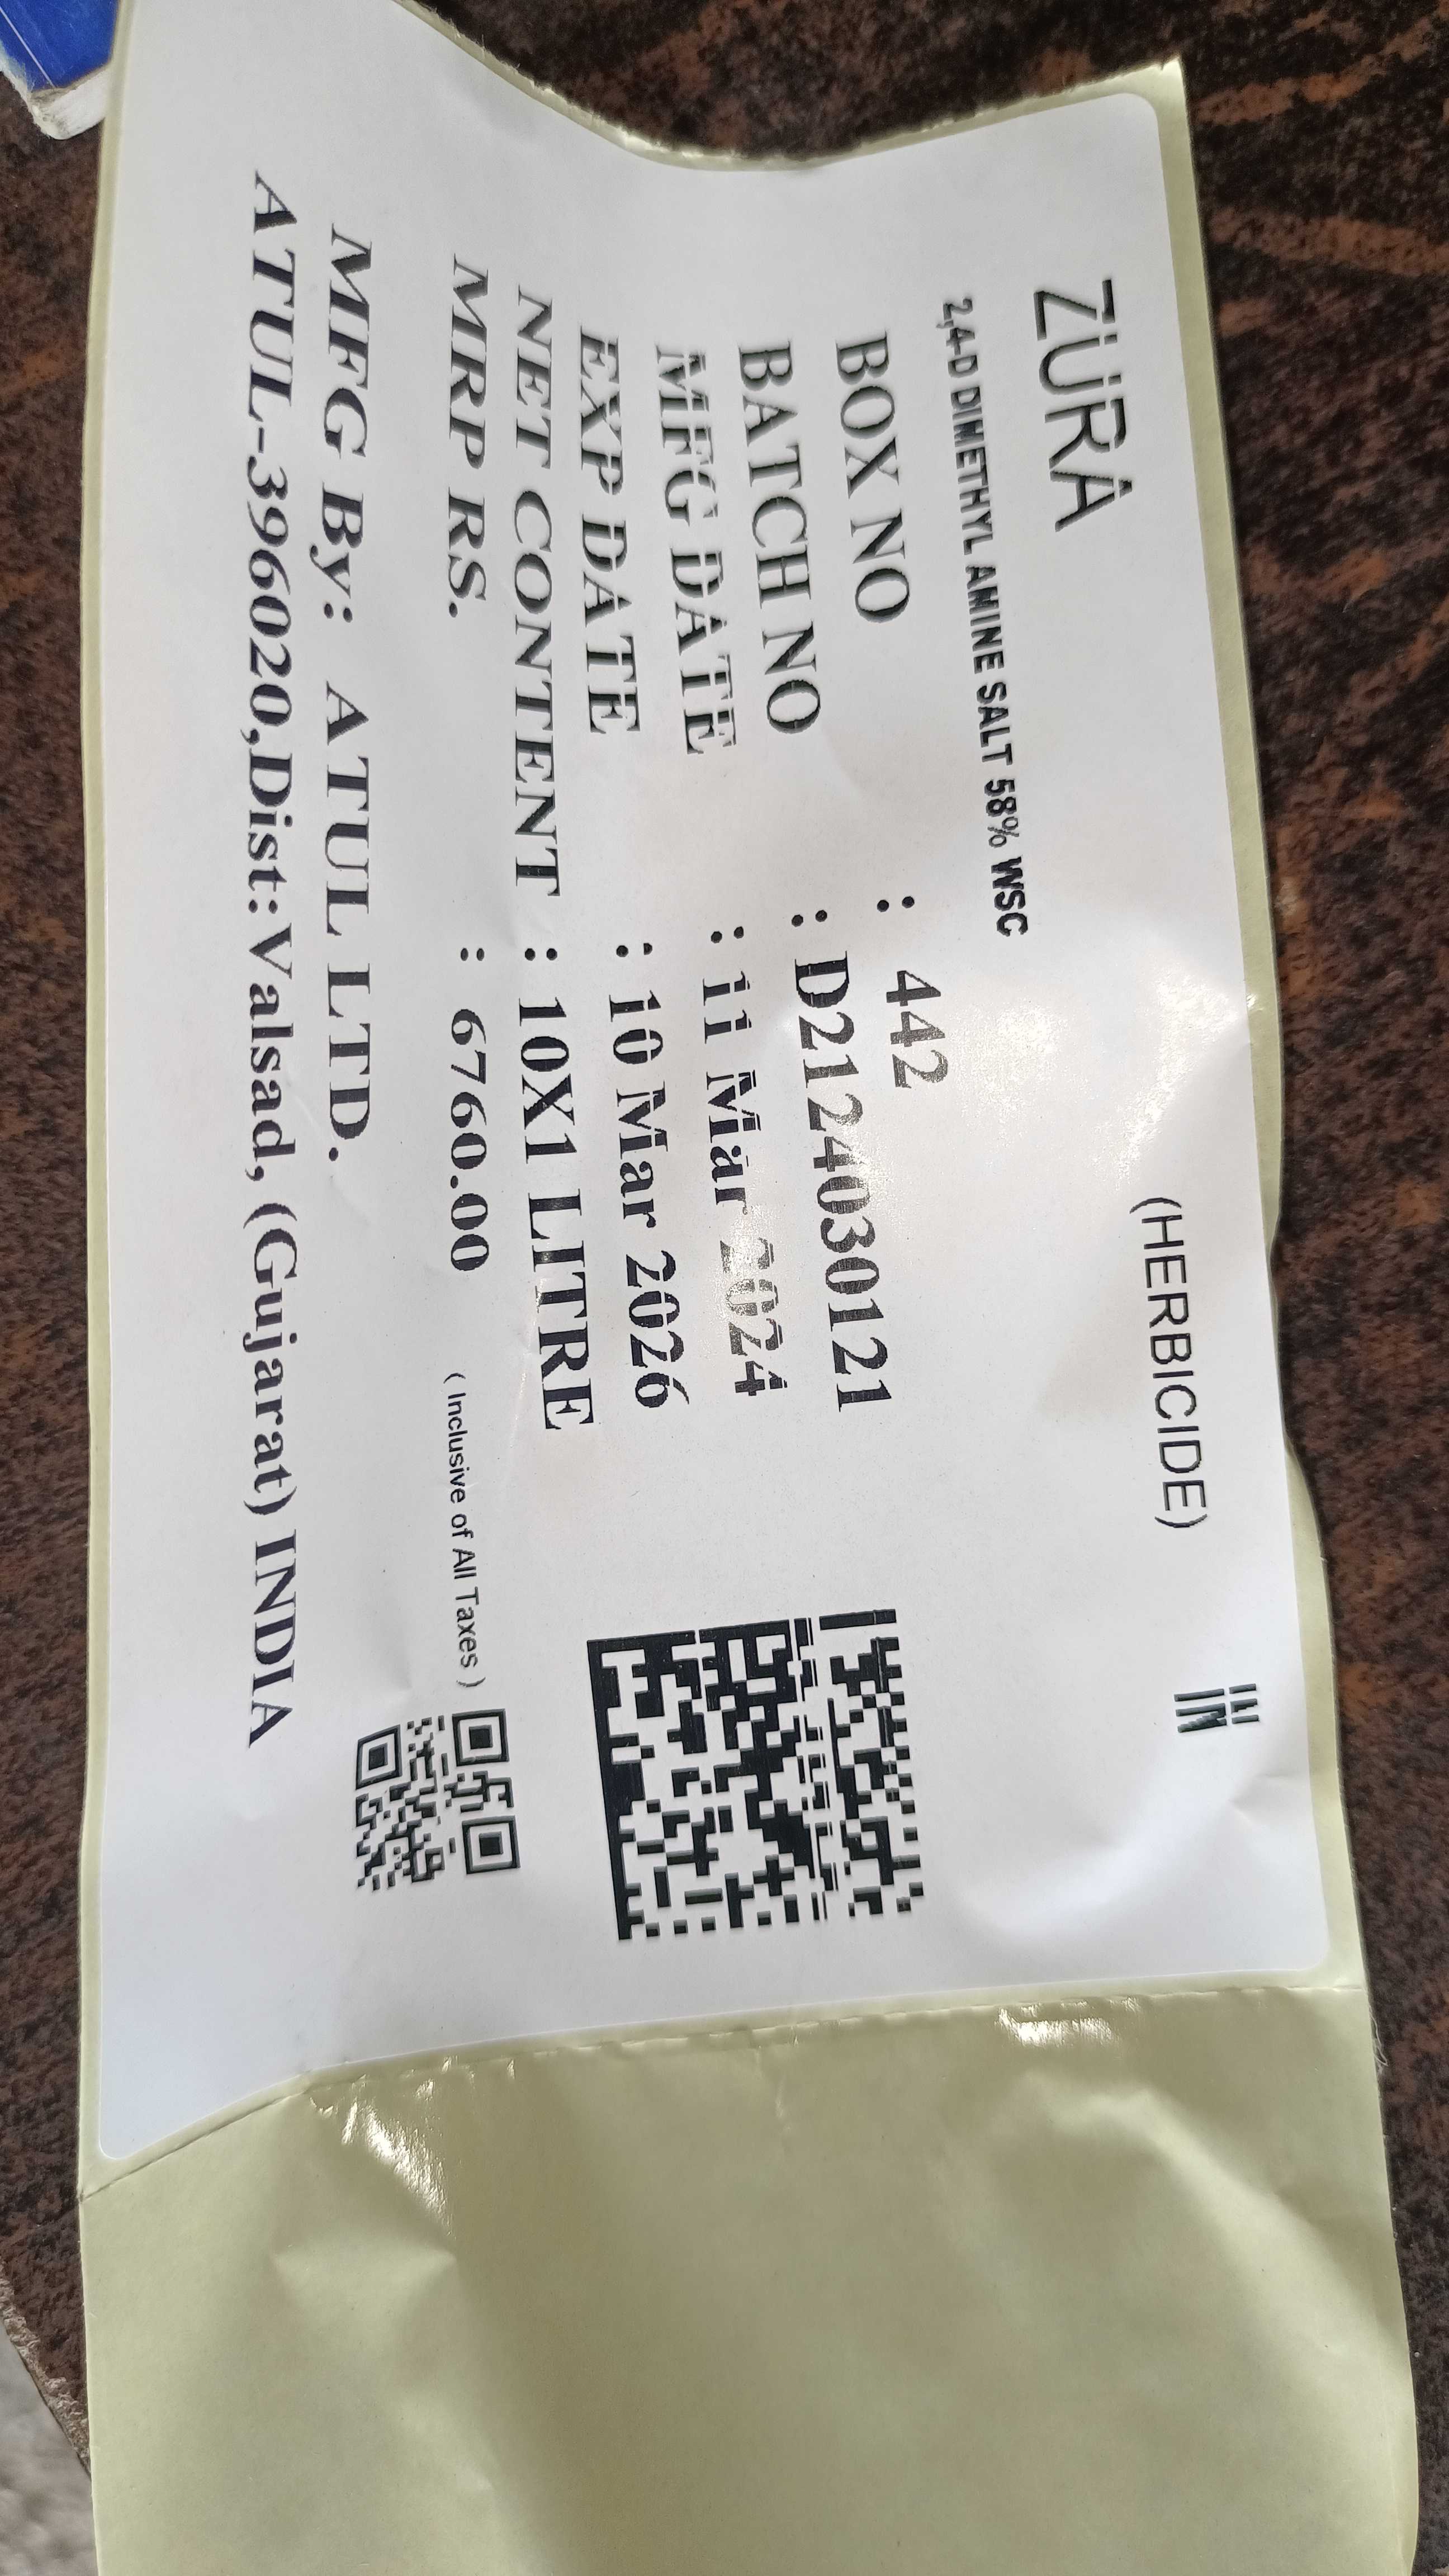 ZURA (HERBICIDE) IN
2,4-D DIMETHYL AMINE SALT 58% WSC
BOX NO : 442
BATCH NO : D2124030121
MFG DATE : 11 Mar 2024
EXP DATE : 10 Mar 2026
NET CONTENT : 10X1 LITRE
MRP RS. : 6760.00 ( Inclusive of All Taxes )
MFG By: ATUL LTD.
ATUL-396020,Dist:Valsad, (Gujarat) INDIA